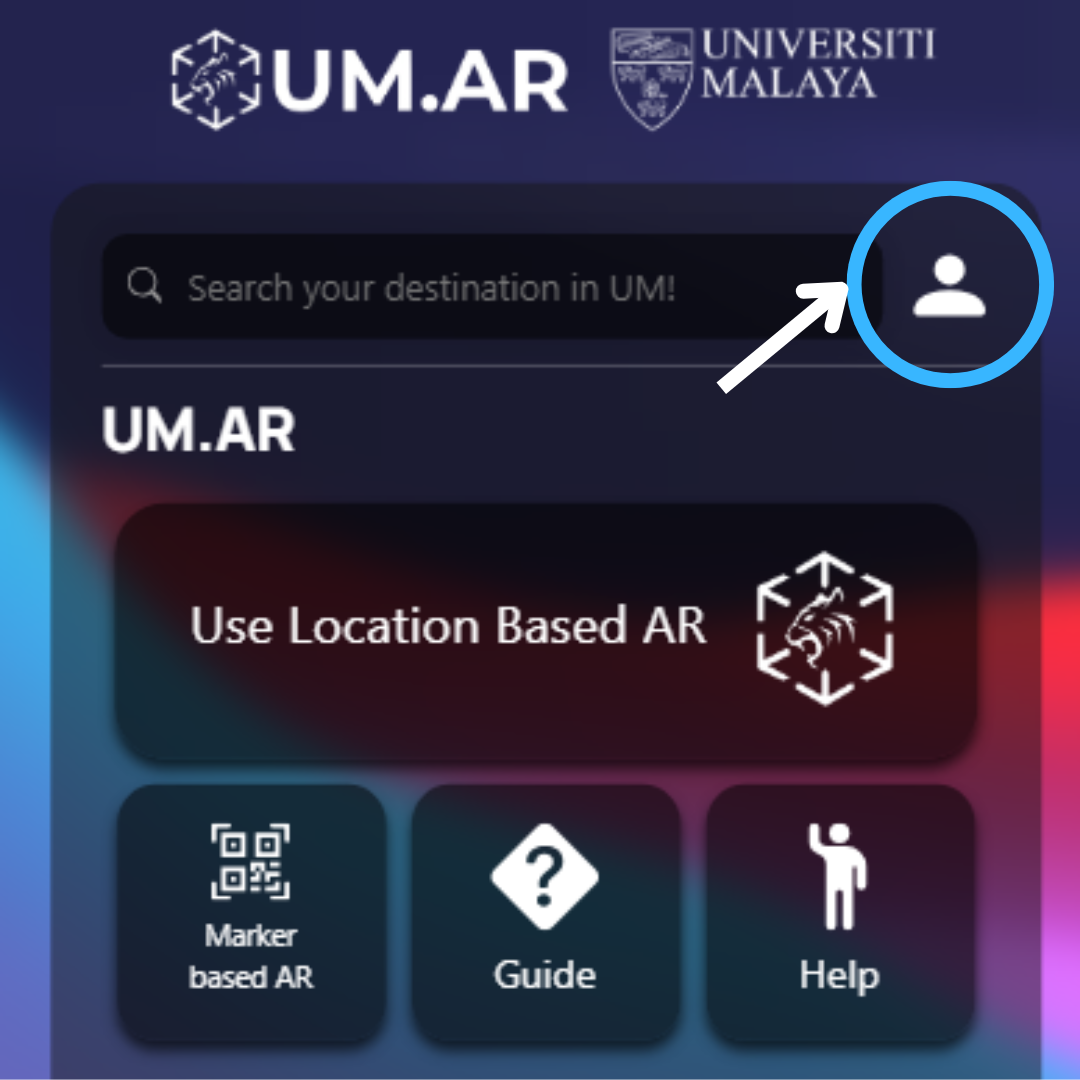 UM.AR
UNIVERSITI
MALAYA
Search your destination in UM!
UM.AR
Use Location Based AR
Marker
based AR
Guide
Help